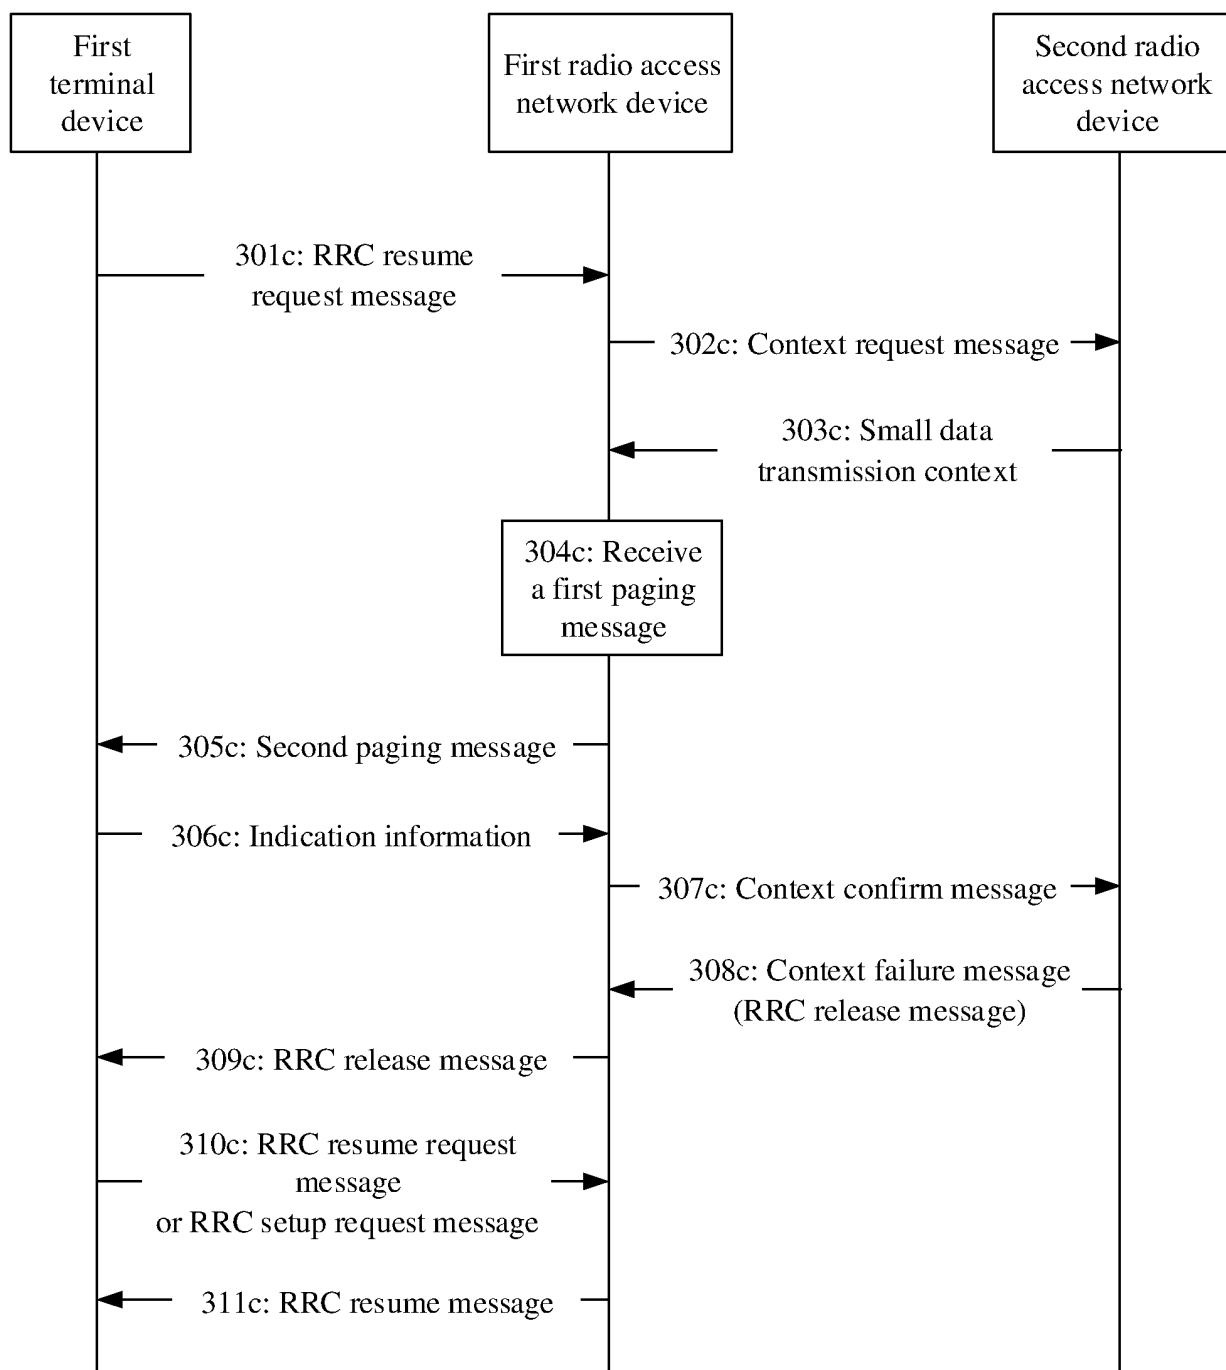 First
terminal
device
First radio access
network device
Second radio
access network
device
301c: RRC resume
request message
302c: Context request message
303c: Small data
transmission context
304c: Receive
a first paging
message
305c: Second paging message
306c: Indication information
307c: Context confirm message
308c: Context failure message
(RRC release message)
309c: RRC release message
310c: RRC resume request
message
or RRC setup request message
311c: RRC resume message